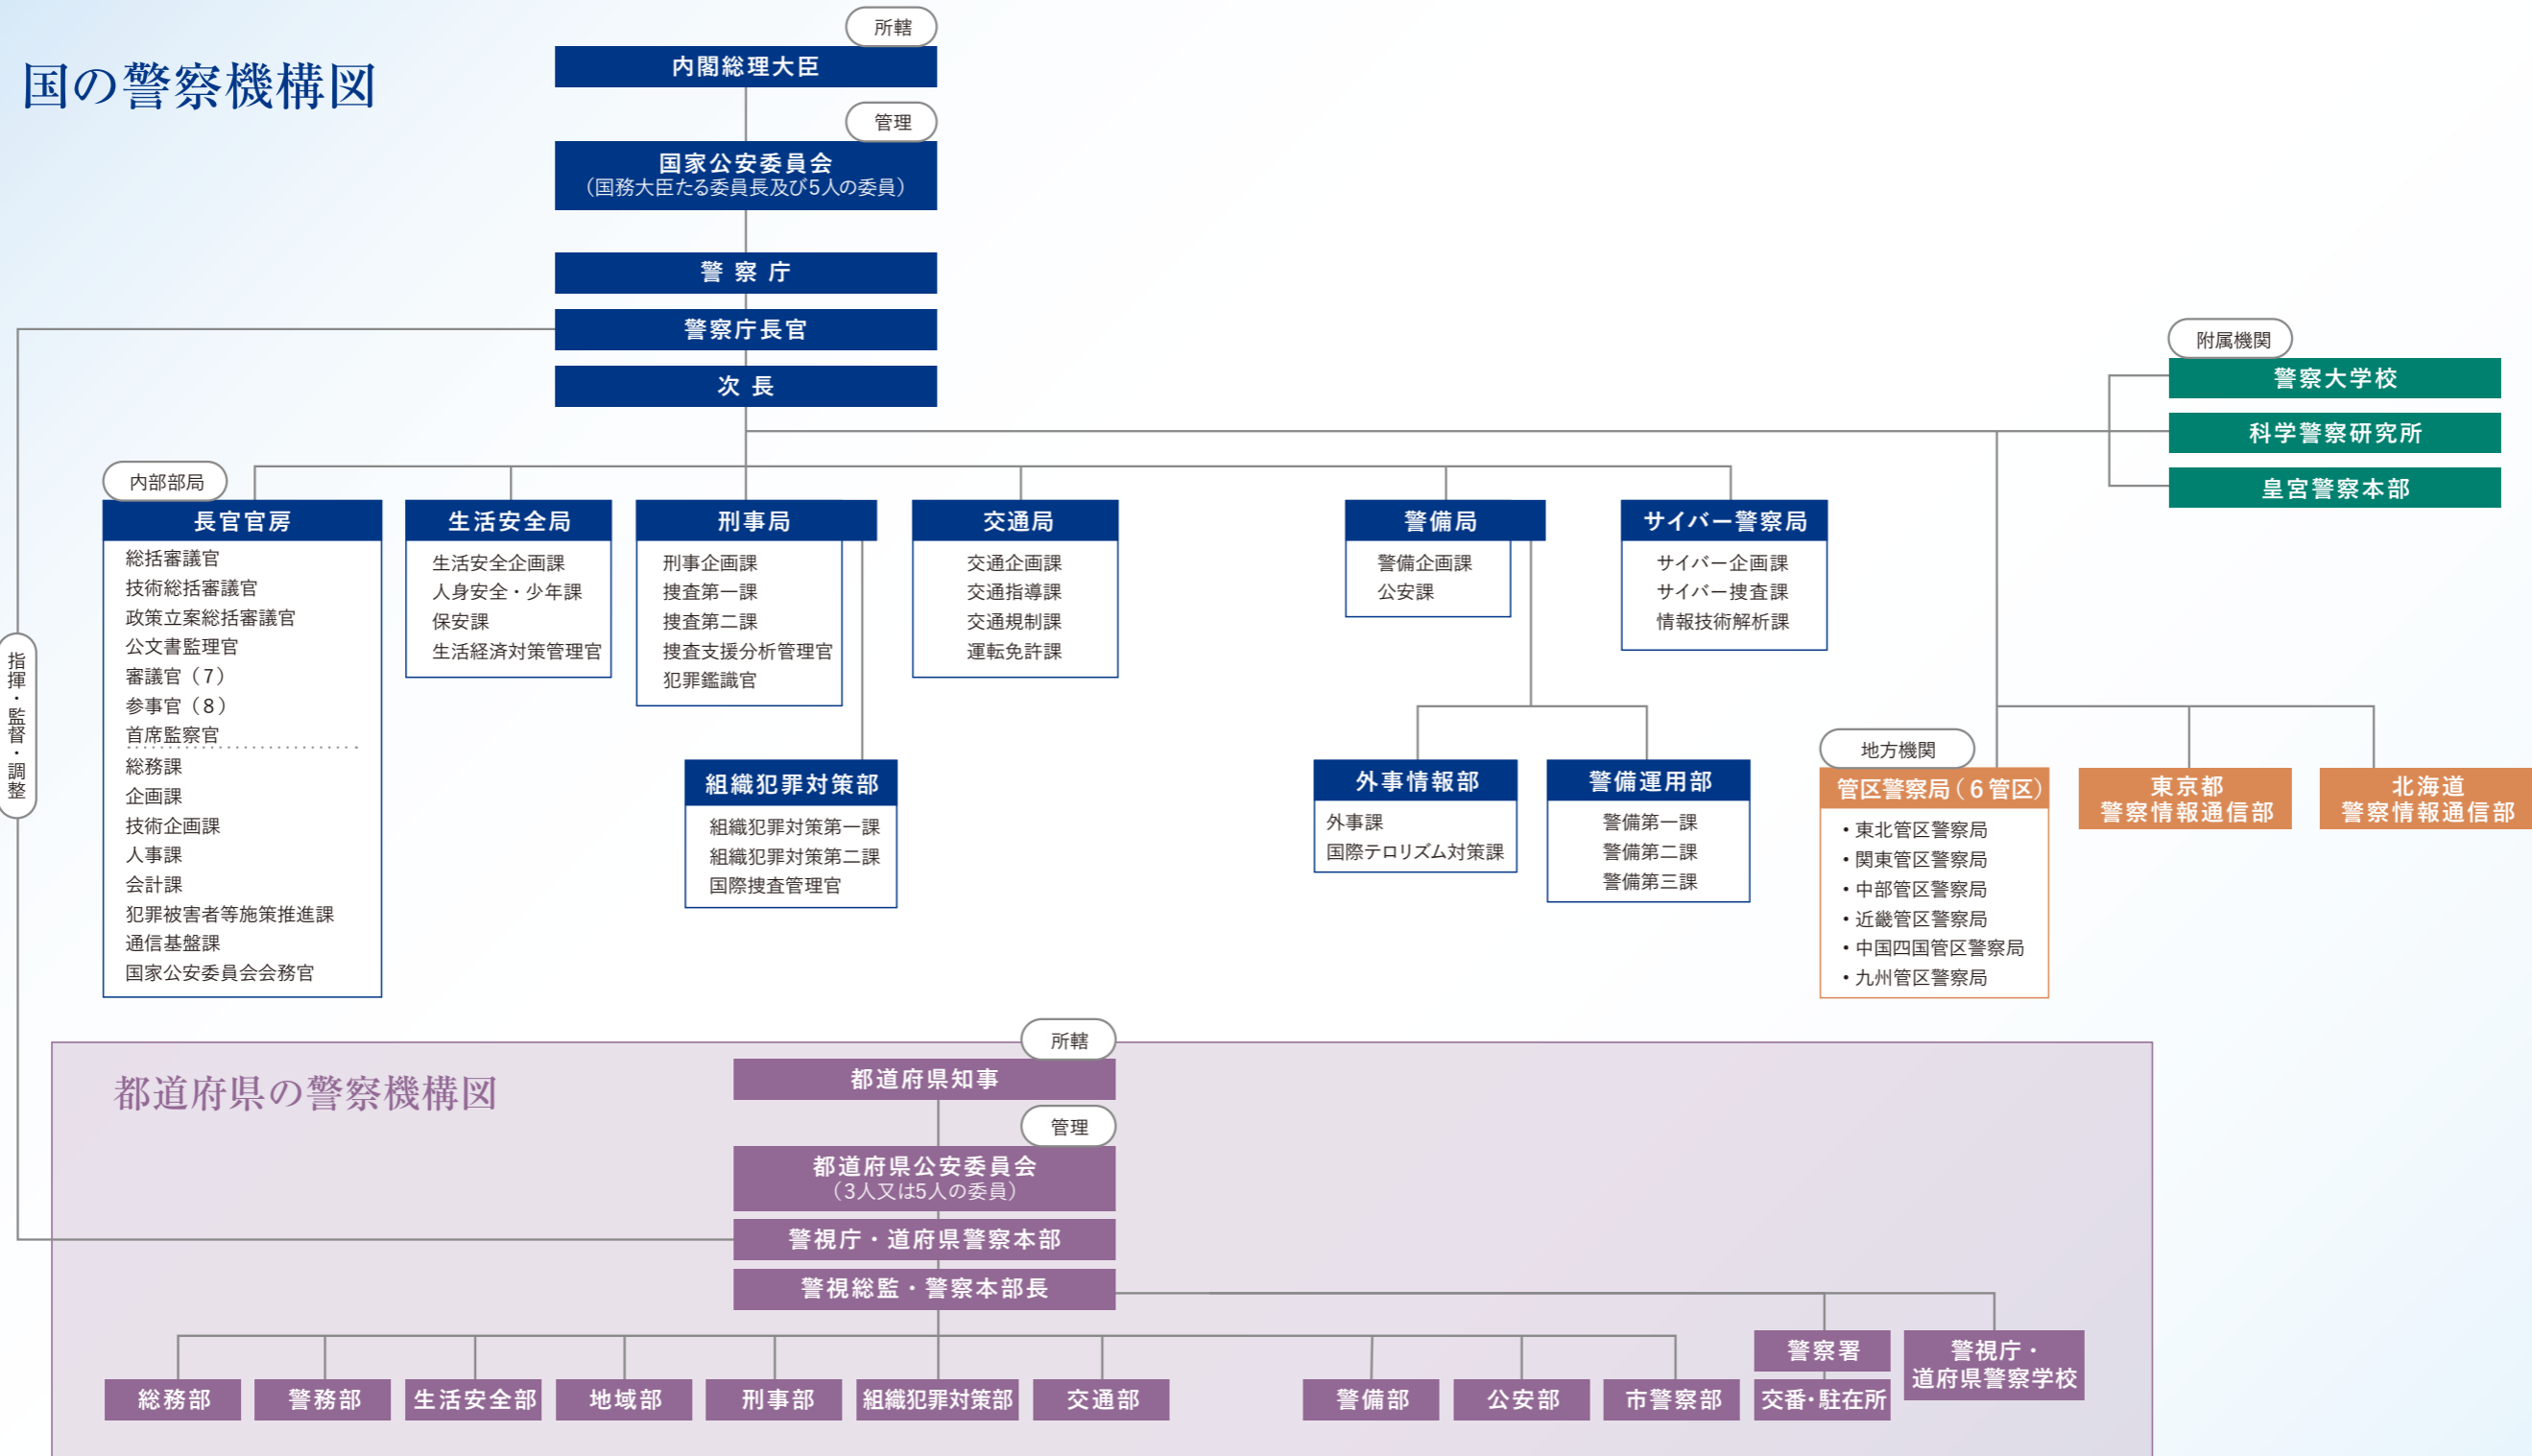 国の警察機構図
所轄
内閣総理大臣
管理
国家公安委員会
（国務大臣たる委員長及び5人の委員）
警察庁
警察庁長官
次長
附属機関
警察大学校
科学警察研究所
皇宮警察本部
指揮・監督・調整
内部部局
長官官房
総括審議官
技術総括審議官
政策立案総括審議官
公文書監理官
審議官（7）
参事官（8）
首席監察官
総務課
企画課
技術企画課
人事課
会計課
犯罪被害者等施策推進課
通信基盤課
国家公安委員会会務官
生活安全局
生活安全企画課
人身安全・少年課
保安課
生活経済対策管理官
刑事局
刑事企画課
捜査第一課
捜査第二課
捜査支援分析管理官
犯罪鑑識官
組織犯罪対策部
組織犯罪対策第一課
組織犯罪対策第二課
国際捜査管理官
交通局
交通企画課
交通指導課
交通規制課
運転免許課
警備局
警備企画課
公安課
外事情報部
外事課
国際テロリズム対策課
警備運用部
警備第一課
警備第二課
警備第三課
サイバー警察局
サイバー企画課
サイバー捜査課
情報技術解析課
地方機関
管区警察局（6管区）
・東北管区警察局
・関東管区警察局
・中部管区警察局
・近畿管区警察局
・中国四国管区警察局
・九州管区警察局
東京都
警察情報通信部
北海道
警察情報通信部
都道府県の警察機構図
所轄
都道府県知事
管理
都道府県公安委員会
（3人又は5人の委員）
警視庁・道府県警察本部
警視総監・警察本部長
総務部
警務部
生活安全部
地域部
刑事部
組織犯罪対策部
交通部
警備部
公安部
市警察部
警察署
交番・駐在所
警視庁・
道府県警察学校